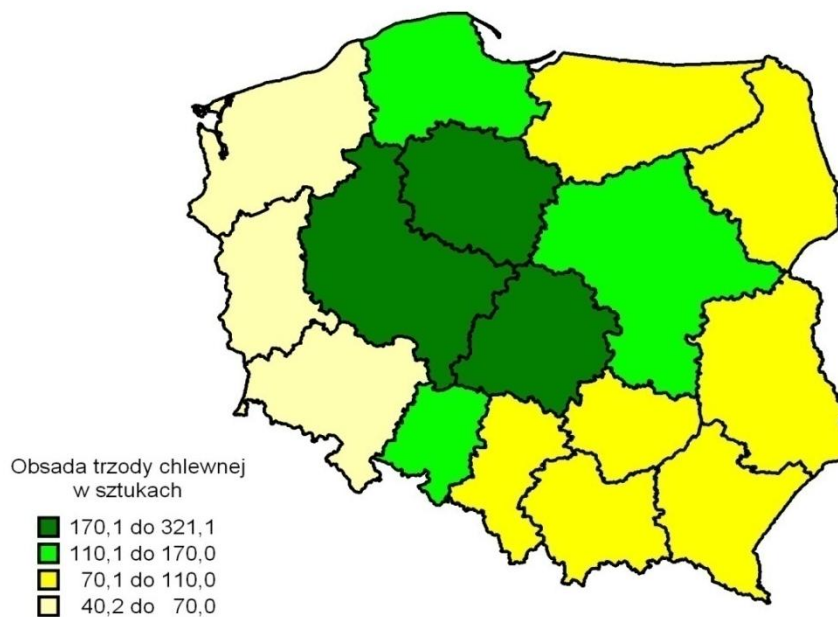 Obsada trzody chlewnej
w sztukach
170,1 do 321,1
110,1 do 170,0
70,1 do 110,0
40,2 do 70,0